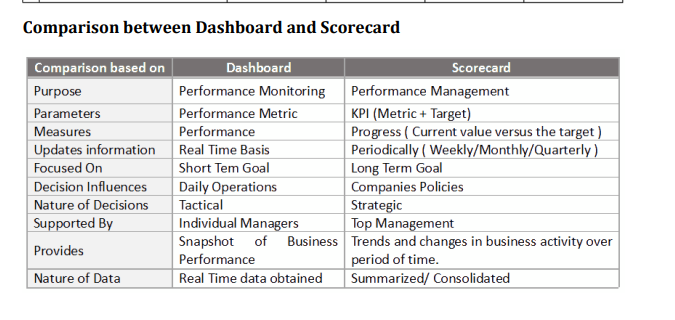 Comparison between Dashboard and Scorecard
Comparison based on Dashboard Scorecard
Purpose Performance Monitoring Performance Management
Parameters Performance Metric KPI (Metric + Target)
Measures Performance Progress ( Current value versus the target )
Updates information Real Time Basis Periodically ( Weekly/Monthly/Quarterly )
Focused On Short Tem Goal Long Term Goal
Decision Influences Daily Operations Companies Policies
Nature of Decisions Tactical Strategic
Supported By Individual Managers Top Management
Provides Snapshot of Business Trends and changes in business activity over
Performance period of time.
Nature of Data Real Time data obtained Summarized/ Consolidated